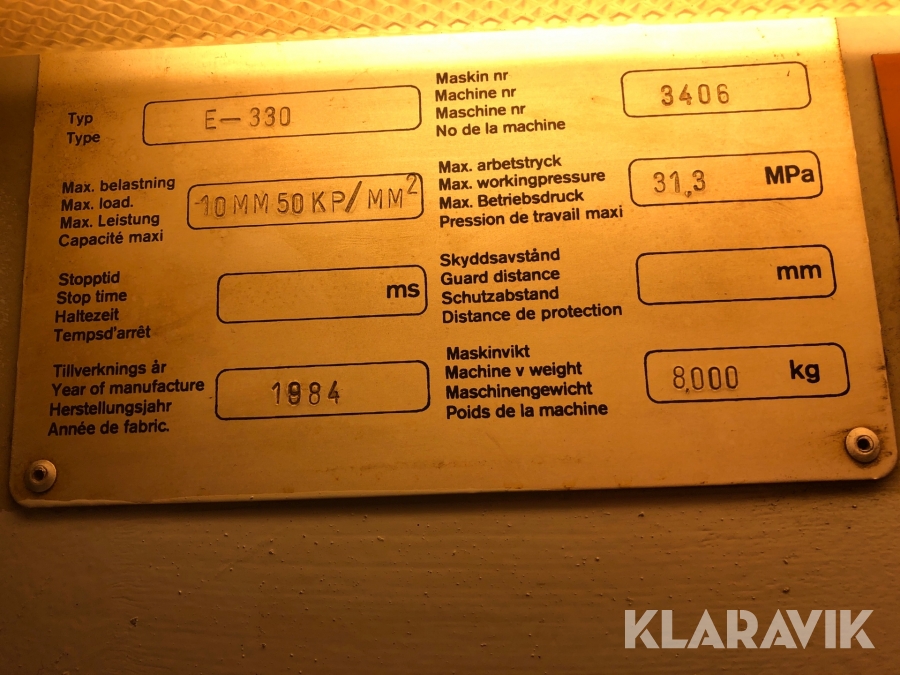 Typ
Type
E-330
Maskin nr
Machine nr
Maschine nr
No de la machine
3406
Max. belastning
Max. load.
Max. Leistung
Capacité maxi
10 MM 50 KP/MM²
Max. arbetstryck
Max. workingpressure
Max. Betriebsdruck
Pression de travail maxi
31,3 MPa
Stopptid
Stop time
Haltezeit
Tempsd'arrêt
ms
Skyddsavstånd
Guard distance
Schutzabstand
Distance de protection
mm
Tillverknings år
Year of manufacture
Herstellungsjahr
Année de fabric.
1984
Maskinvikt
Machine v weight
Maschinengewicht
Poids de la machine
8,000 kg
KLARAVIK